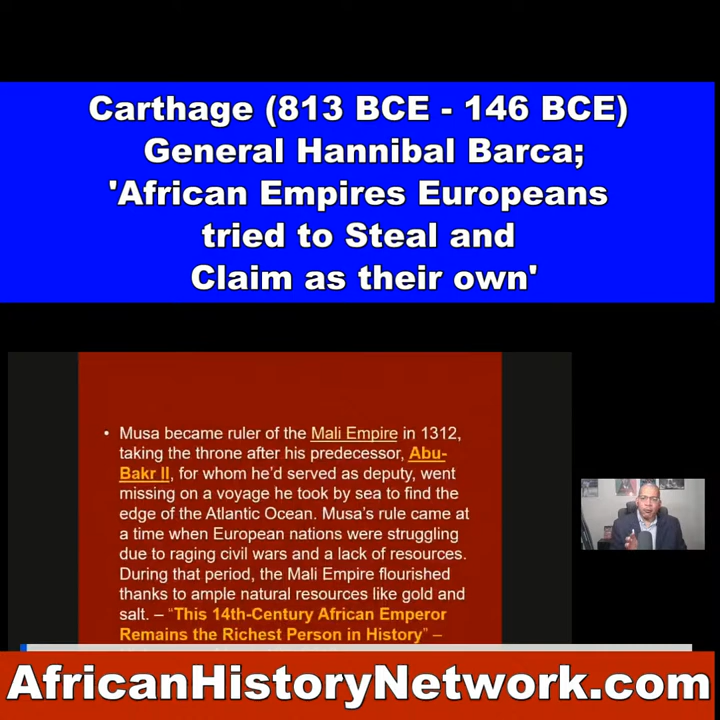 Carthage (813 BCE - 146 BCE)
General Hannibal Barca;
'African Empires Europeans
tried to Steal and
Claim as their own'
• Musa became ruler of the Mali Empire in 1312,
taking the throne after his predecessor, Abu-
Bakr II, for whom he'd served as deputy, went
missing on a voyage he took by sea to find the
edge of the Atlantic Ocean. Musa's rule came at
a time when European nations were struggling
due to raging civil wars and a lack of resources.
During that period, the Mali Empire flourished
thanks to ample natural resources like gold and
salt. – "This 14th-Century African Emperor
Remains the Richest Person in History" –
AfricanHistoryNetwork.com